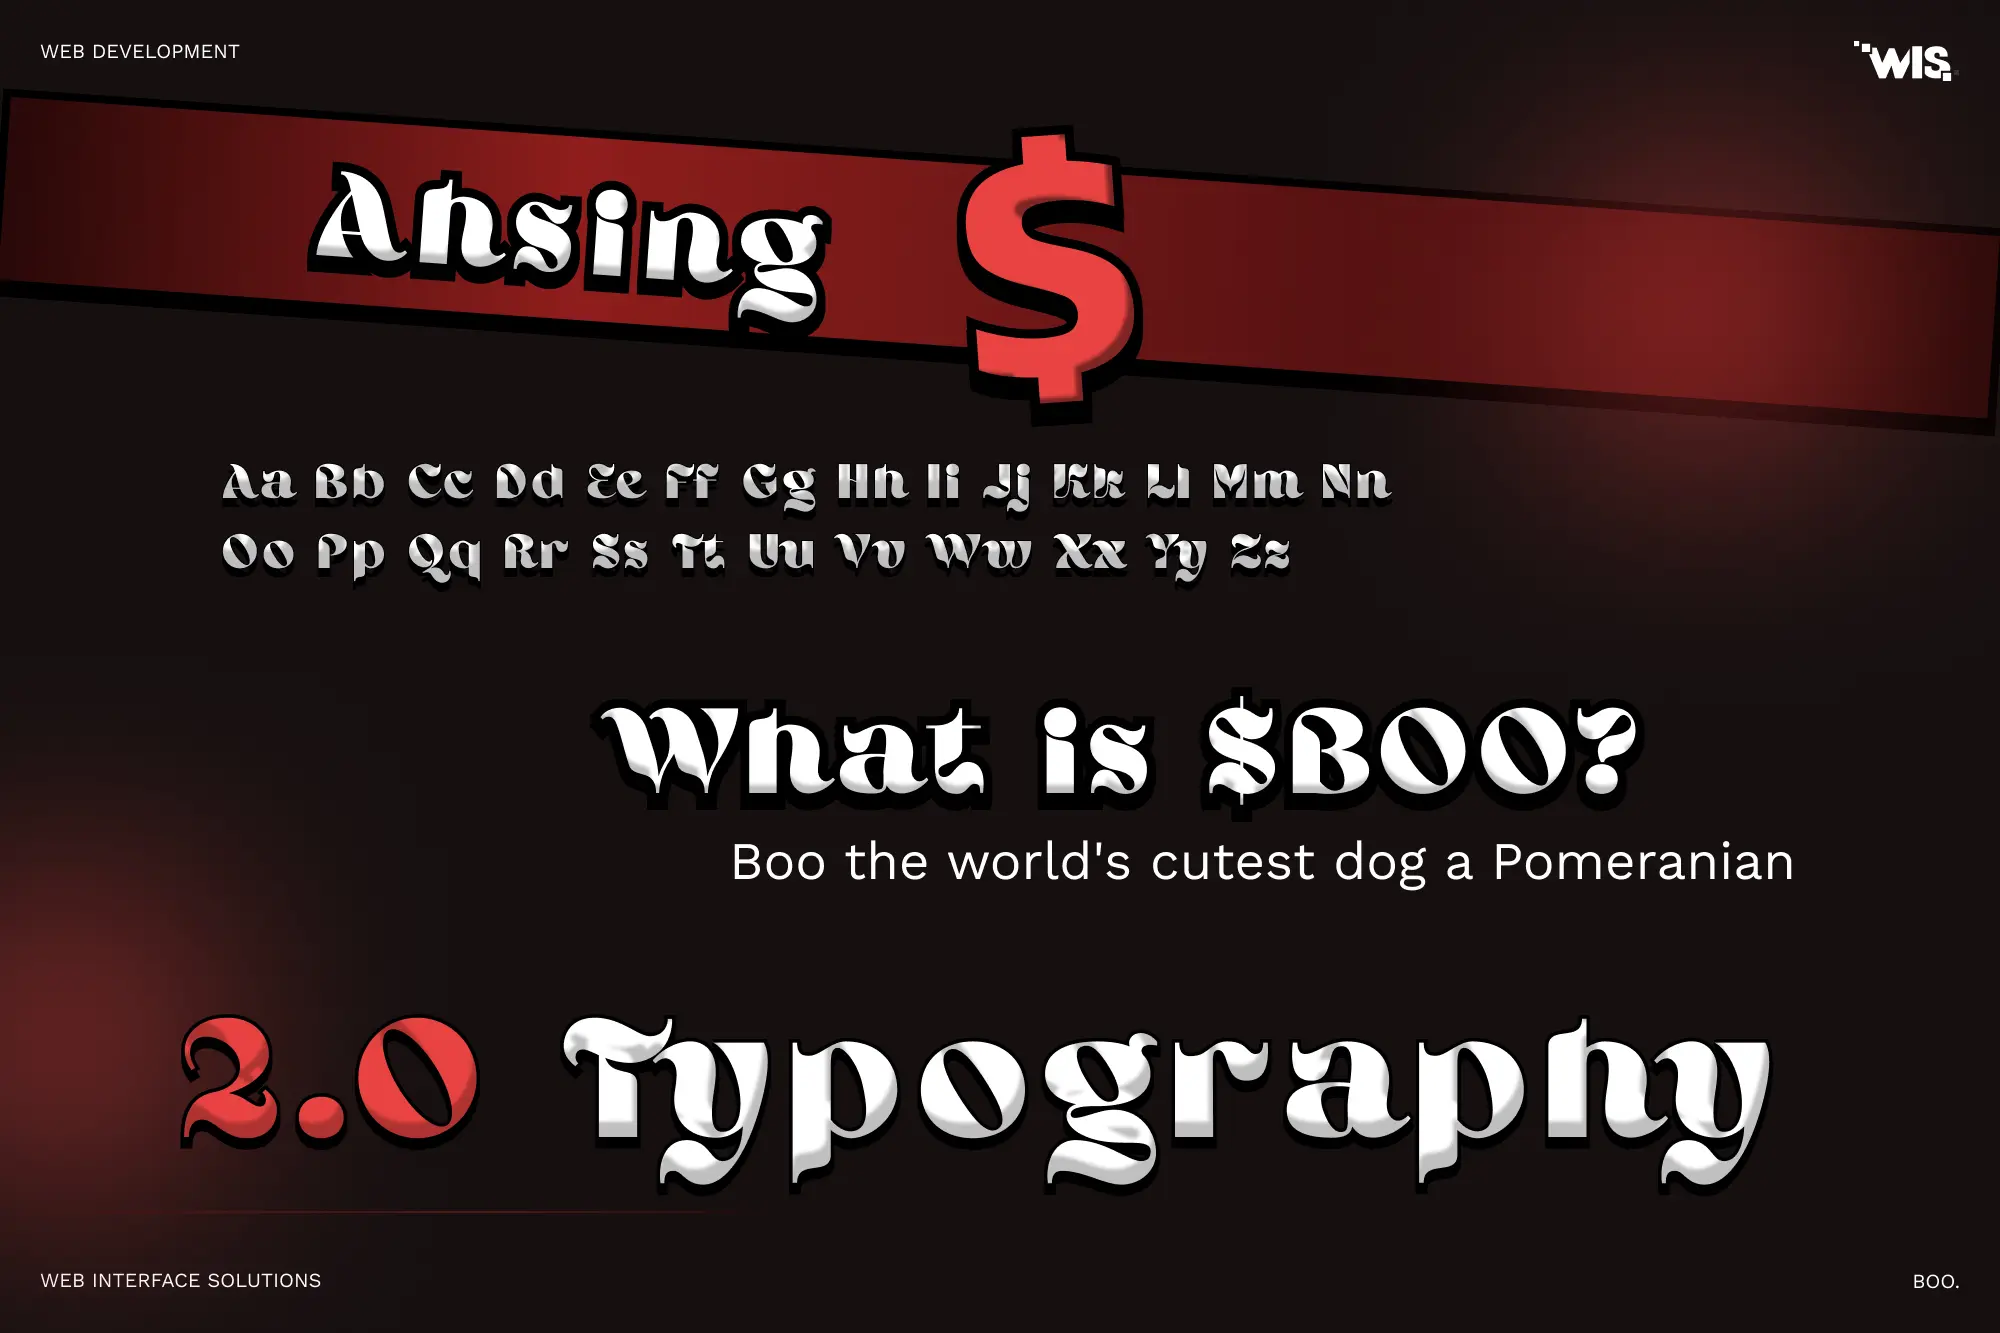 WEB DEVELOPMENT
WIS.
Ahsing $
Aa Bb Cc Dd Ee Ff Gg Hh Ii Jj Kk Ll Mm Nn
Oo Pp Qq Rr Ss Tt Uu Vv Ww Xx Yy Zz
What is $BOO?
Boo the world's cutest dog a Pomeranian
2.0 Typography
WEB INTERFACE SOLUTIONS
BOO.